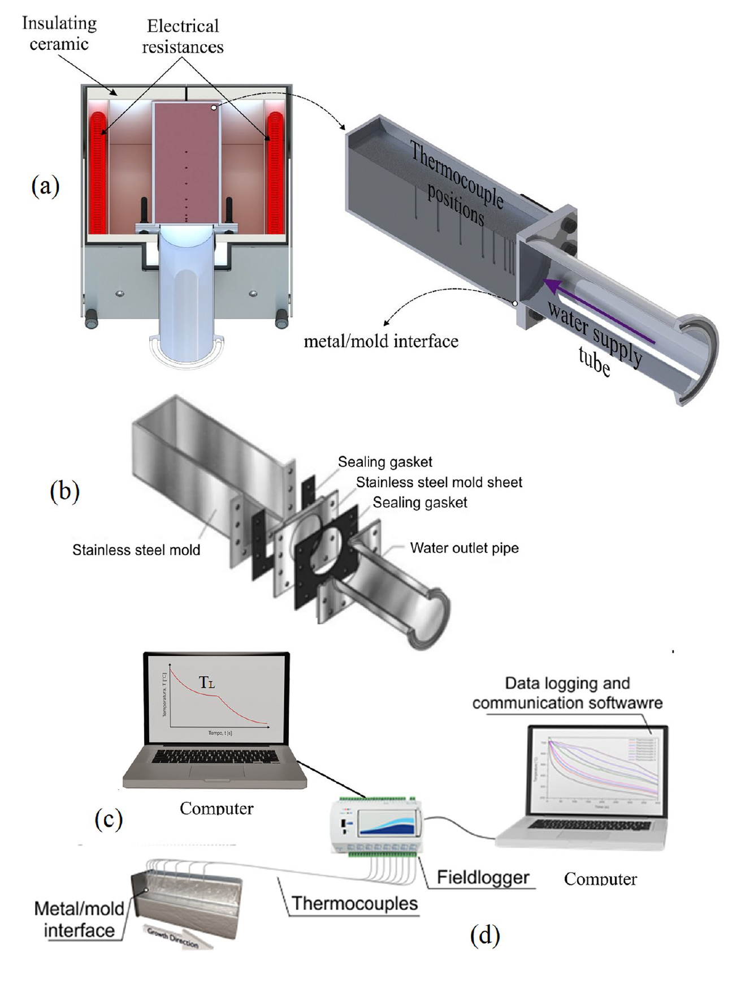 Insulating
ceramic
Electrical
resistances
(a)
Thermocouple
positions
water supply
tube
metal/mold interface
(b)
Sealing gasket
Stainless steel mold sheet
Sealing gasket
Water outlet pipe
Stainless steel mold
Temperatura, T [°C]
TL
Tempo, t [s]
Computer
(c)
Data logging and
communication softwawre
Computer
Fieldlogger
Thermocouples
Metal/mold
interface
Growth Direction
(d)